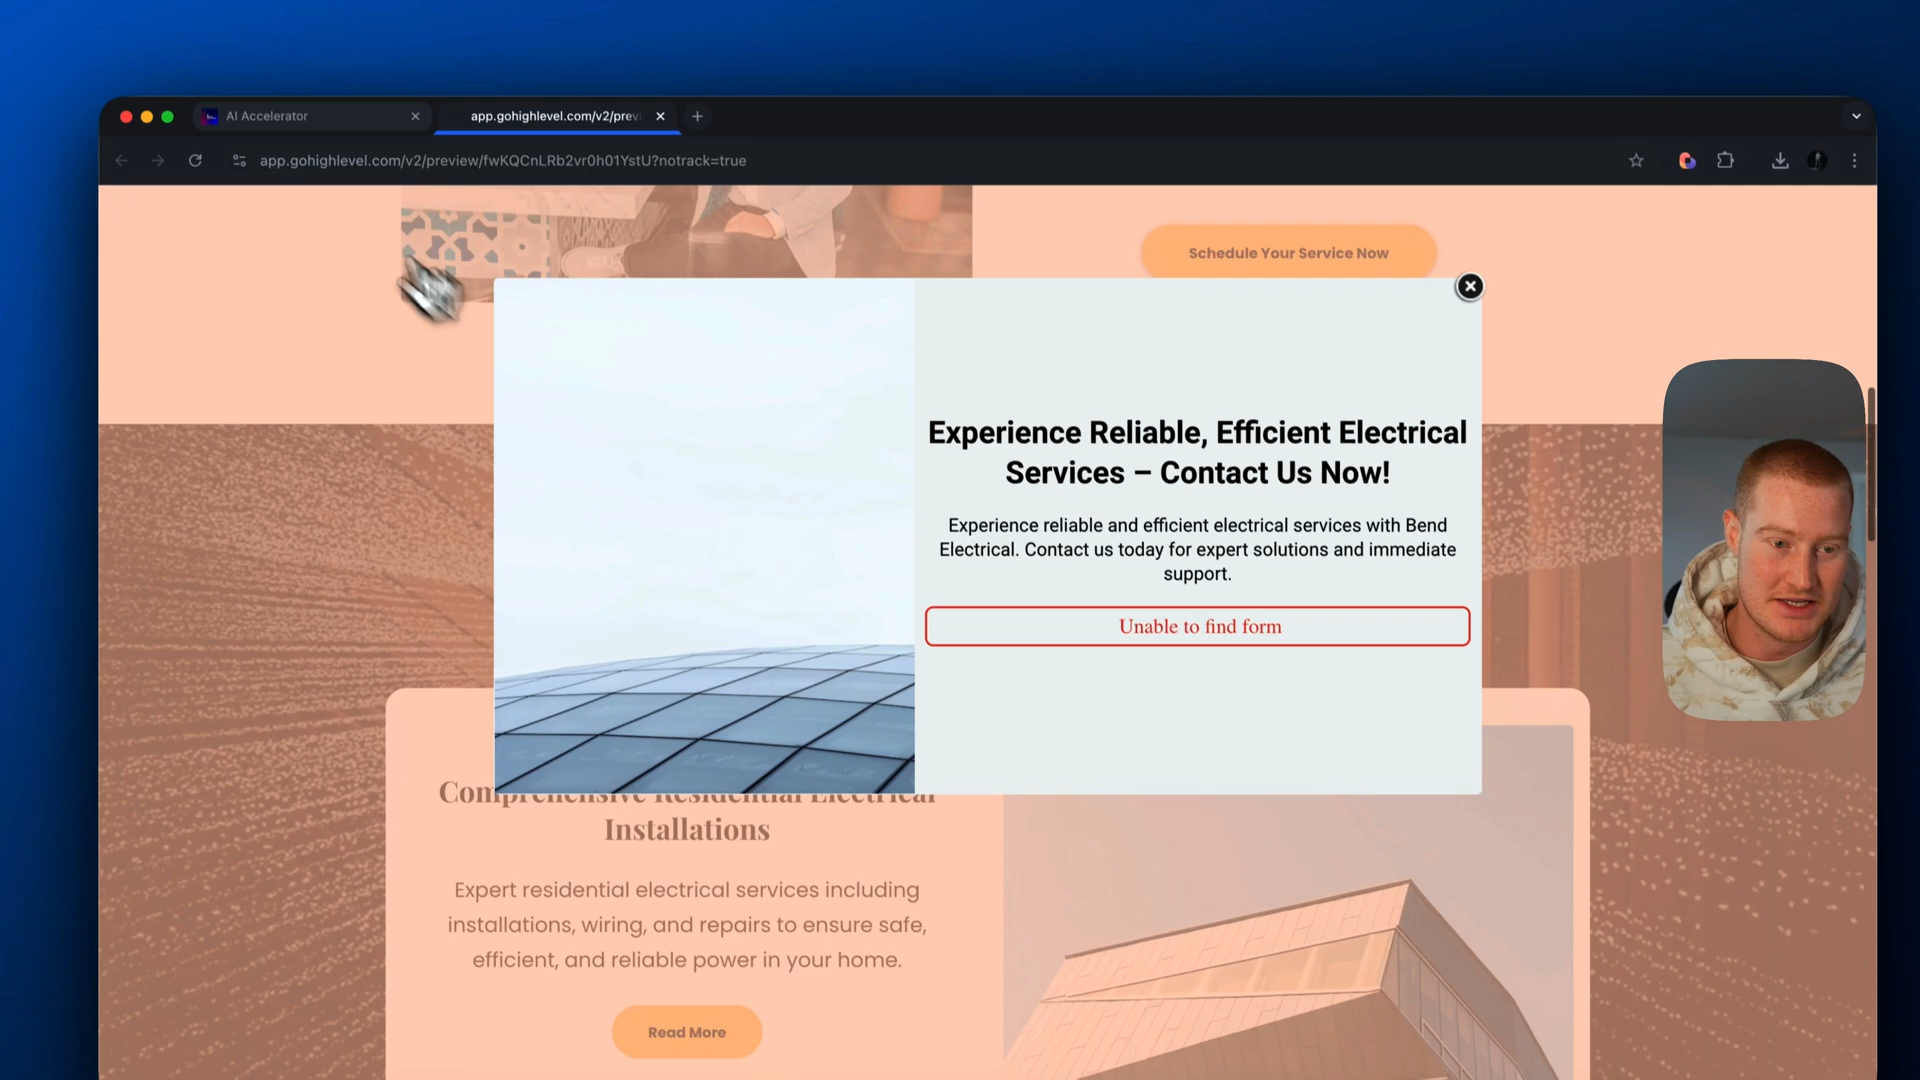 AI Accelerator
app.gohighlevel.com/v2/prev
app.gohighlevel.com/v2/preview/fwKQCnLRb2vr0h01YstU?notrack=true
Schedule Your Service Now
Experience Reliable, Efficient Electrical
Services – Contact Us Now!
Experience reliable and efficient electrical services with Bend
Electrical. Contact us today for expert solutions and immediate
support.
Unable to find form
Comprehensive Residential Electrical
Installations
Expert residential electrical services including
installations, wiring, and repairs to ensure safe,
efficient, and reliable power in your home.
Read More